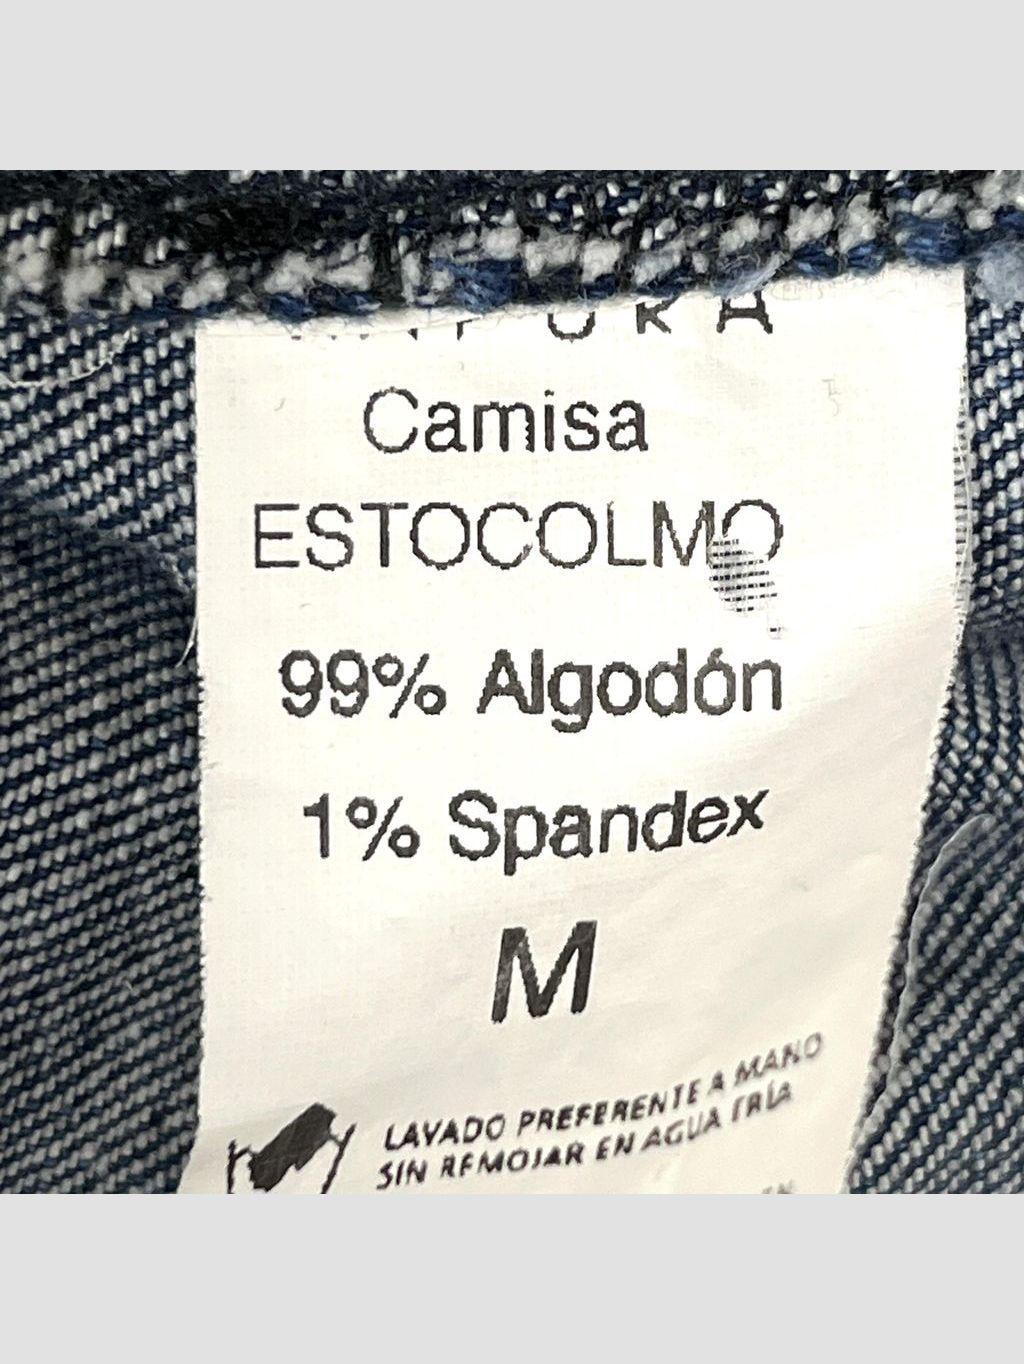 Camisa
ESTOCOLMO
99% Algodón
1% Spandex
M
LAVADO PREFERENTE A MANO
SIN REMOJAR EN AGUA FRÍA